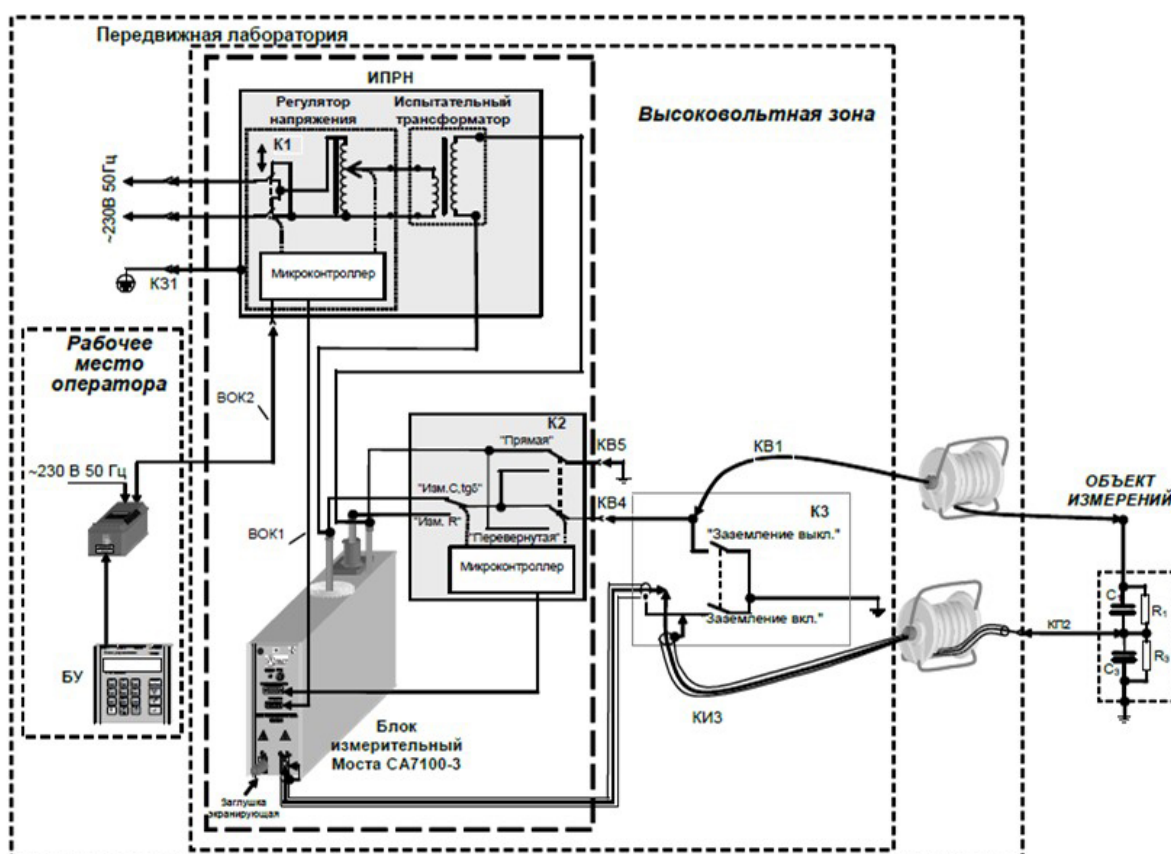 Передвижная лаборатория
ИПРН
Регулятор
напряжения
Испытательный
трансформатор
Высоковольтная зона
К1
~230В 50Гц
Микроконтроллер
КЗ1
Рабочее
место
оператора
ВОК2
~230 В 50 Гц
БУ
К2
"Прямая"
КВ5
"Изм.С,tgδ"
КВ4
"Изм. R"
"Перевернутая"
ВОК1
Микроконтроллер
КВ1
К3
"Заземление выкл."
"Заземление вкл."
ОБЪЕКТ
ИЗМЕРЕНИЙ
C
R₁
КП2
C₃
R₃
КИЗ
Блок
измерительный
Моста СА7100-3
Заглушка
экранирующая